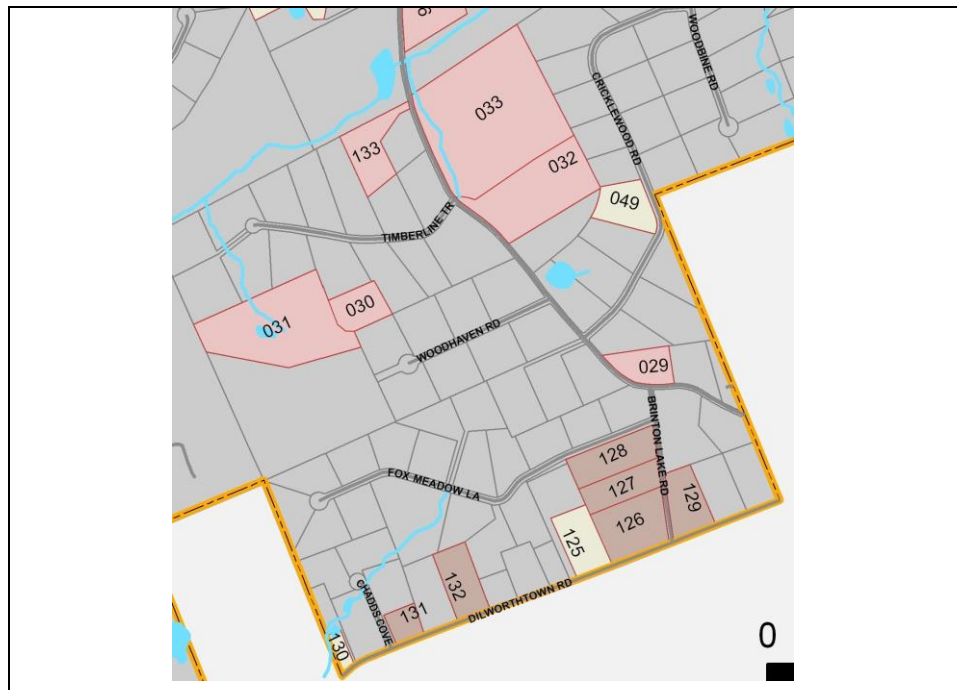 WOODBINE RD
CRICKLEWOOD RD
033
133
032
049
TIMBERLINE TR
030
031
WOODHAVEN RD
029
BRINTON LAKE RD
128
FOX MEADOW LA
127
129
126
125
132
DILWORTHTOWN RD
131
CHADDS COVE
130
0